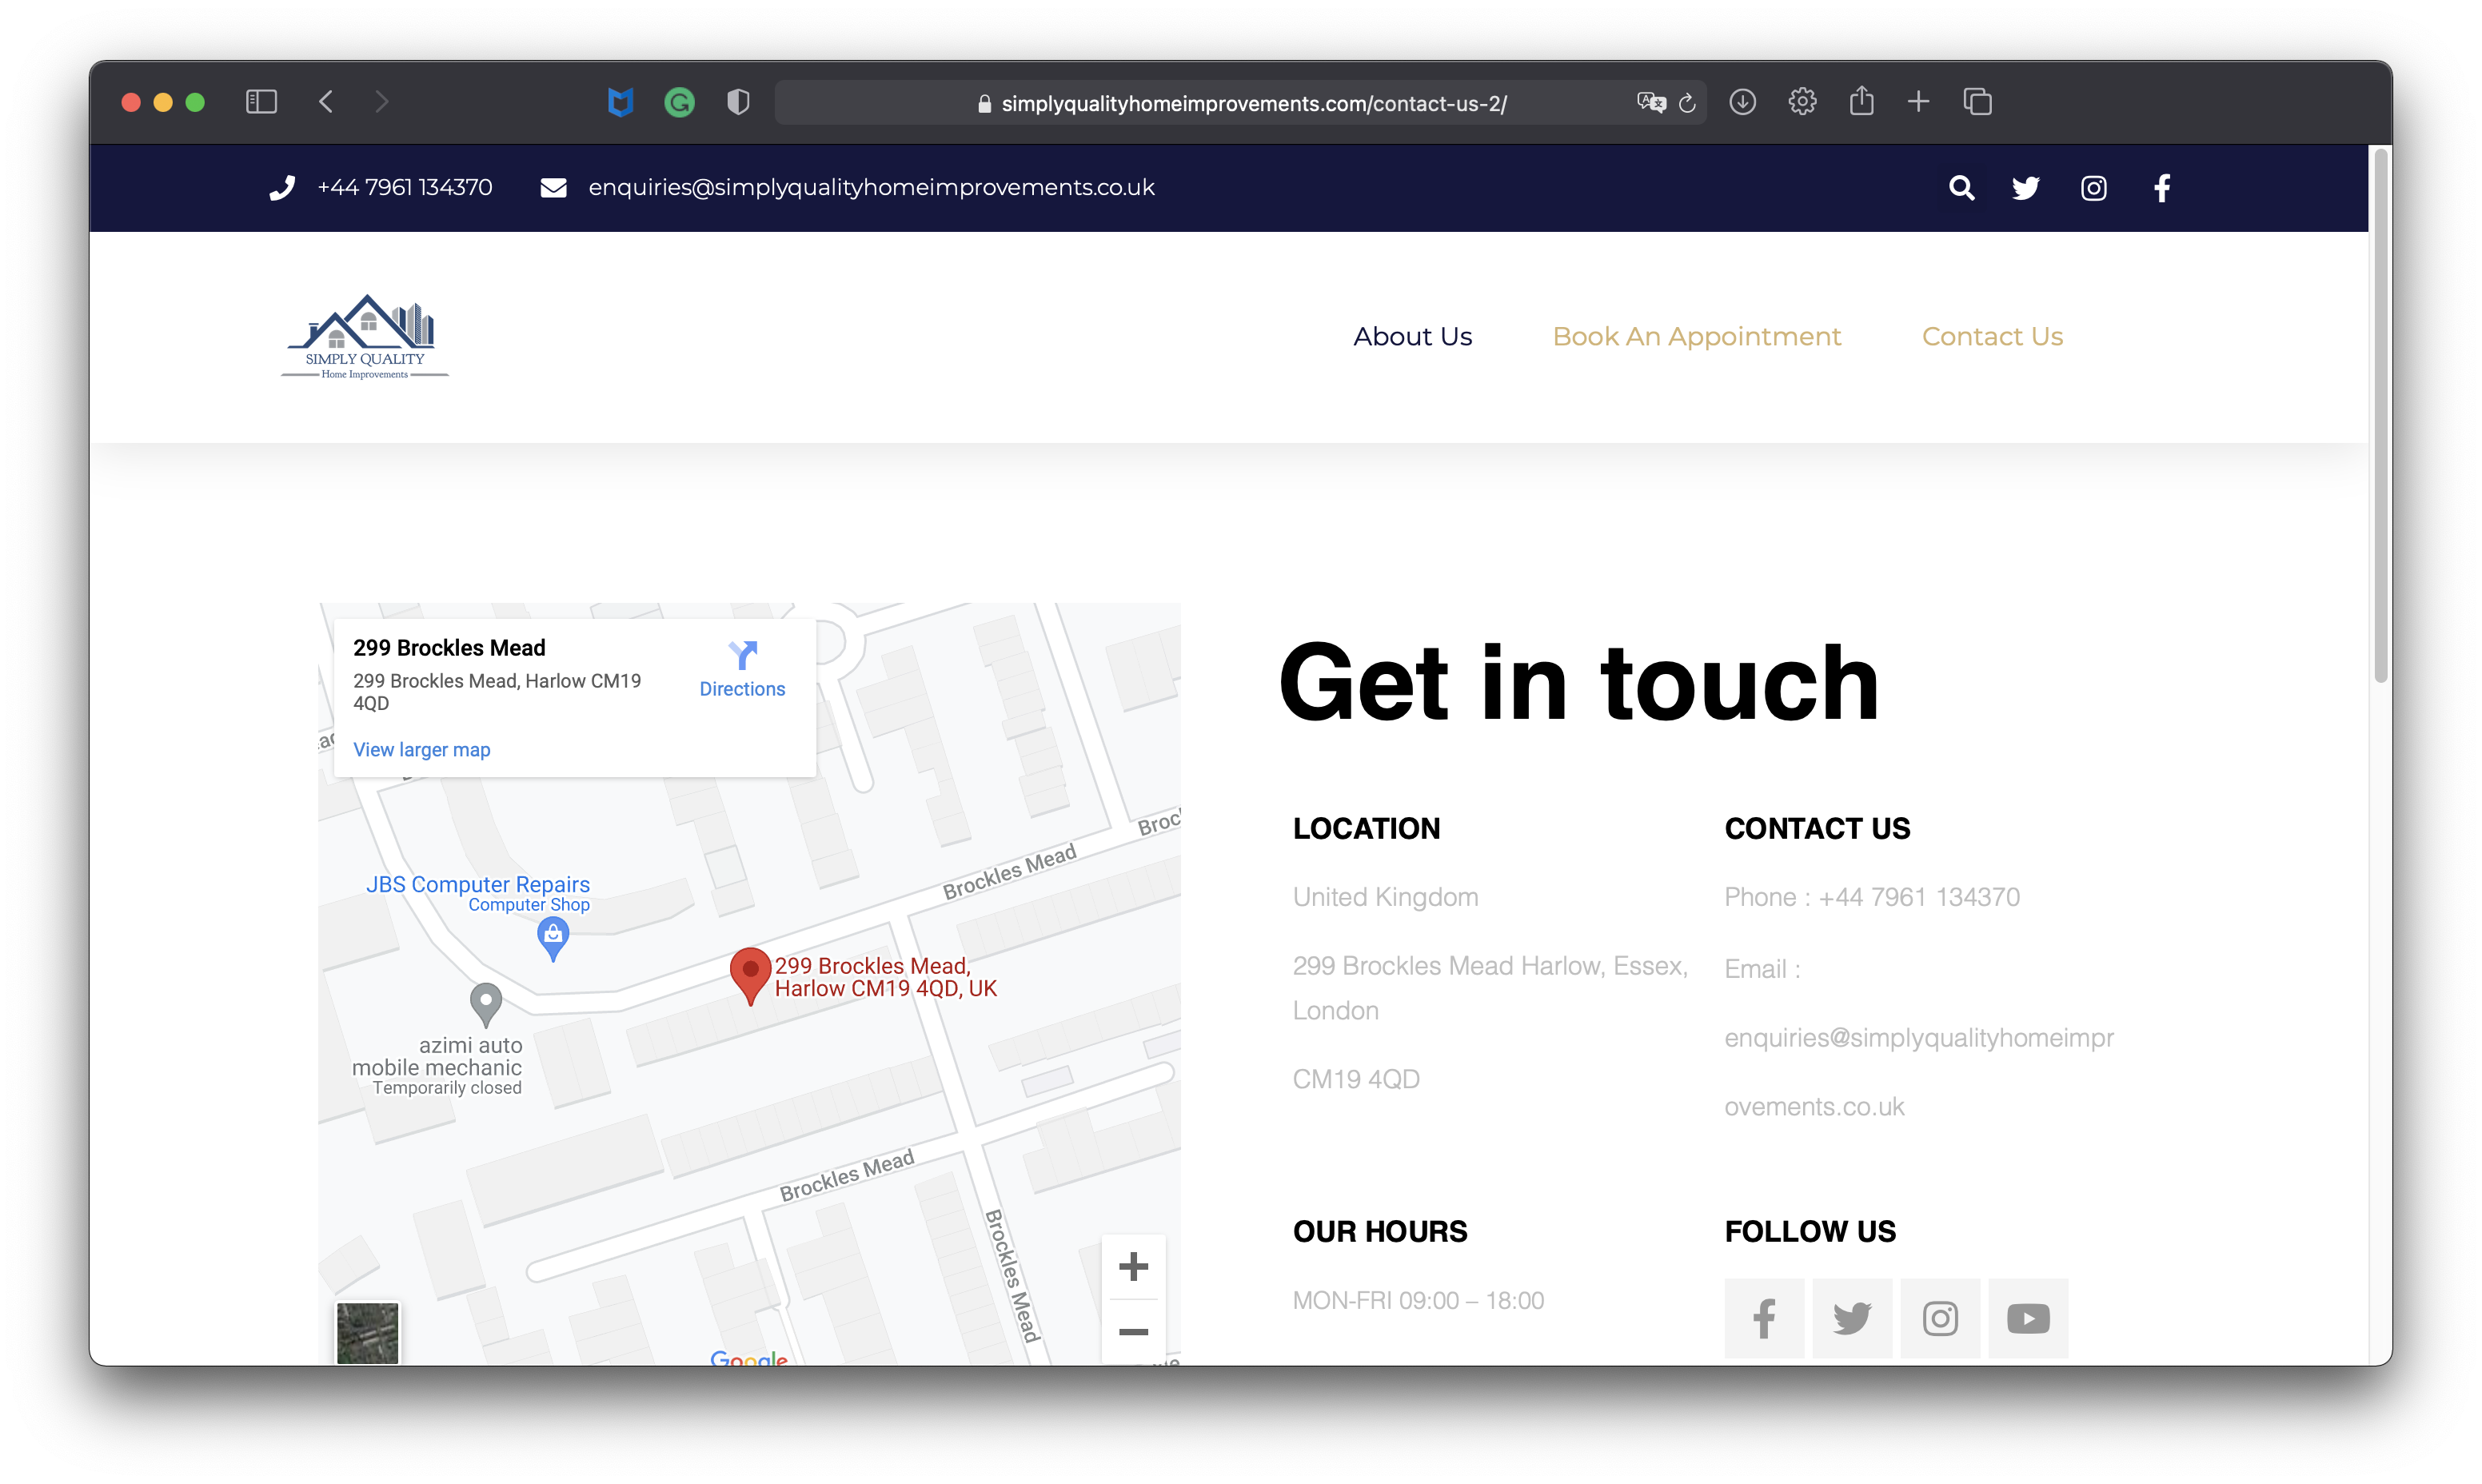 simplyqualityhomeimprovements.com/contact-us-2/
+44 7961 134370
enquiries@simplyqualityhomeimprovements.co.uk
SIMPLY QUALITY
Home Improvements
About Us
Book An Appointment
Contact Us
299 Brockles Mead
299 Brockles Mead, Harlow CM19
4QD
Directions
View larger map
Brockles Mead
JBS Computer Repairs
Computer Shop
299 Brockles Mead,
Harlow CM19 4QD, UK
azimi auto
mobile mechanic
Temporarily closed
Brockles Mead
Brockles Mead
Google
Get in touch
LOCATION
United Kingdom
299 Brockles Mead Harlow, Essex,
London
CM19 4QD
CONTACT US
Phone : +44 7961 134370
Email :
enquiries@simplyqualityhomeimpr
ovements.co.uk
OUR HOURS
MON-FRI 09:00 – 18:00
FOLLOW US